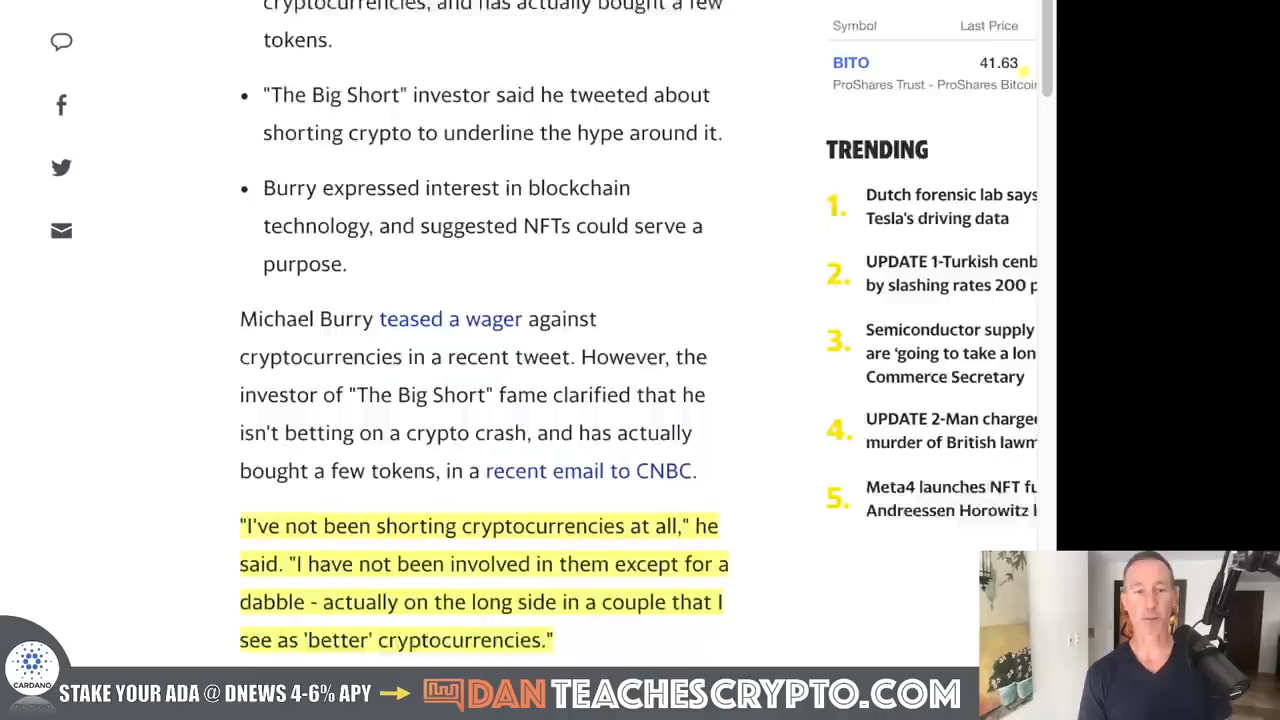 cryptocurrencies, and has actually bought a few
tokens.
• "The Big Short" investor said he tweeted about
shorting crypto to underline the hype around it.
• Burry expressed interest in blockchain
technology, and suggested NFTs could serve a
purpose.
Michael Burry teased a wager against
cryptocurrencies in a recent tweet. However, the
investor of "The Big Short" fame clarified that he
isn't betting on a crypto crash, and has actually
bought a few tokens, in a recent email to CNBC.
"I've not been shorting cryptocurrencies at all," he
said. "I have not been involved in them except for a
dabble - actually on the long side in a couple that I
see as 'better' cryptocurrencies."
Symbol Last Price
BITO 41.63
ProShares Trust - ProShares Bitcoin
TRENDING
1. Dutch forensic lab says
Tesla's driving data
2. UPDATE 1-Turkish cenb
by slashing rates 200 p
3. Semiconductor supply
are 'going to take a lon
Commerce Secretary
4. UPDATE 2-Man charged
murder of British lawm
5. Meta4 launches NFT fu
Andreessen Horowitz
CARDANO
STAKE YOUR ADA @ DNEWS 4-6% APY
DANTEACHESCRYPTO.COM